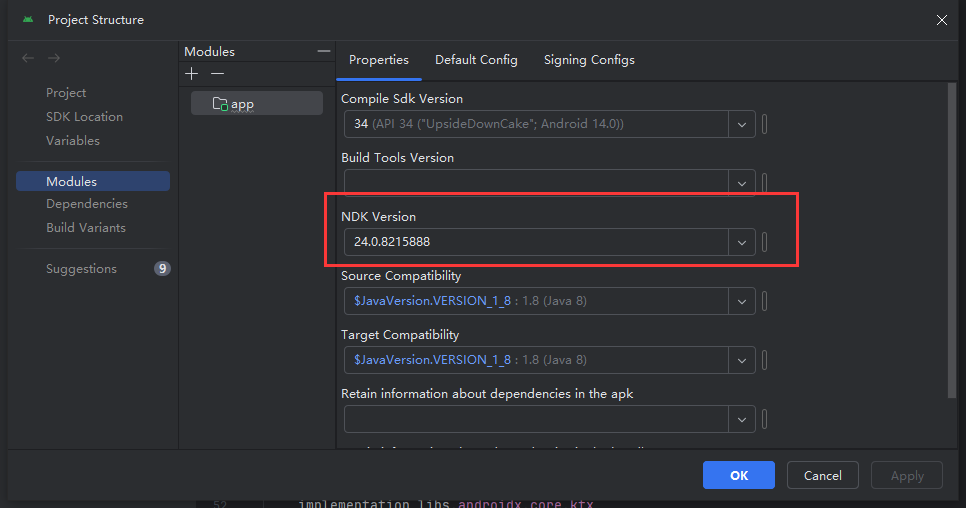 Project Structure
Project
SDK Location
Variables
Modules
Dependencies
Build Variants
Suggestions 9
Modules
app
Properties Default Config Signing Configs
Compile Sdk Version
34 (API 34 ("UpsideDownCake"; Android 14.0))
Build Tools Version
NDK Version
24.0.8215888
Source Compatibility
$JavaVersion.VERSION_1_8 : 1.8 (Java 8)
Target Compatibility
$JavaVersion.VERSION_1_8 : 1.8 (Java 8)
Retain information about dependencies in the apk
OK Cancel Apply
52 implementation libs.androidx.core.ktx